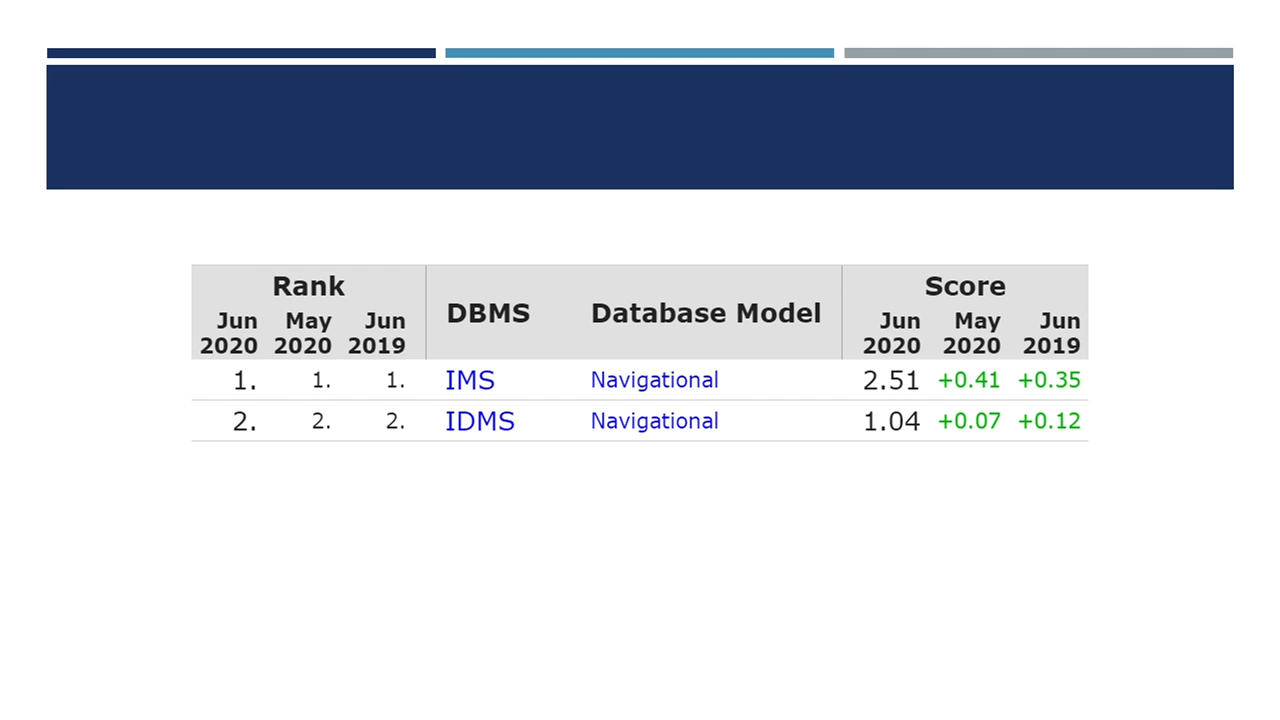 Rank Score
DBMS Database Model
Jun May Jun Jun May Jun
2020 2020 2019 2020 2020 2019
1. 1. 1. IMS Navigational 2.51 +0.41 +0.35
2. 2. 2. IDMS Navigational 1.04 +0.07 +0.12